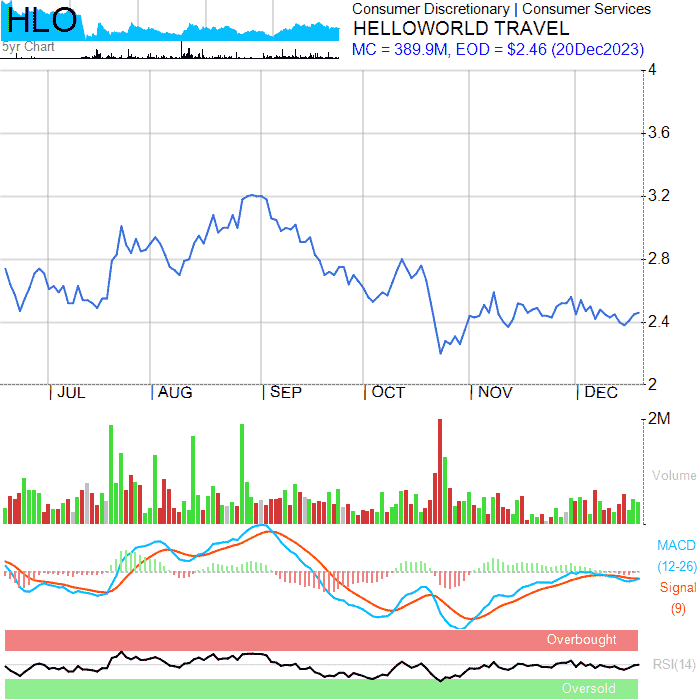 HLO
5yr Chart
Consumer Discretionary | Consumer Services
HELLOWORLD TRAVEL
MC = 389.9M, EOD = $2.46 (20Dec2023)
4
3.6
3.2
2.8
2.4
2
JUL AUG SEP OCT NOV DEC
2M
Volume
MACD
(12-26)
Signal
(9)
Overbought
RSI(14)
Oversold